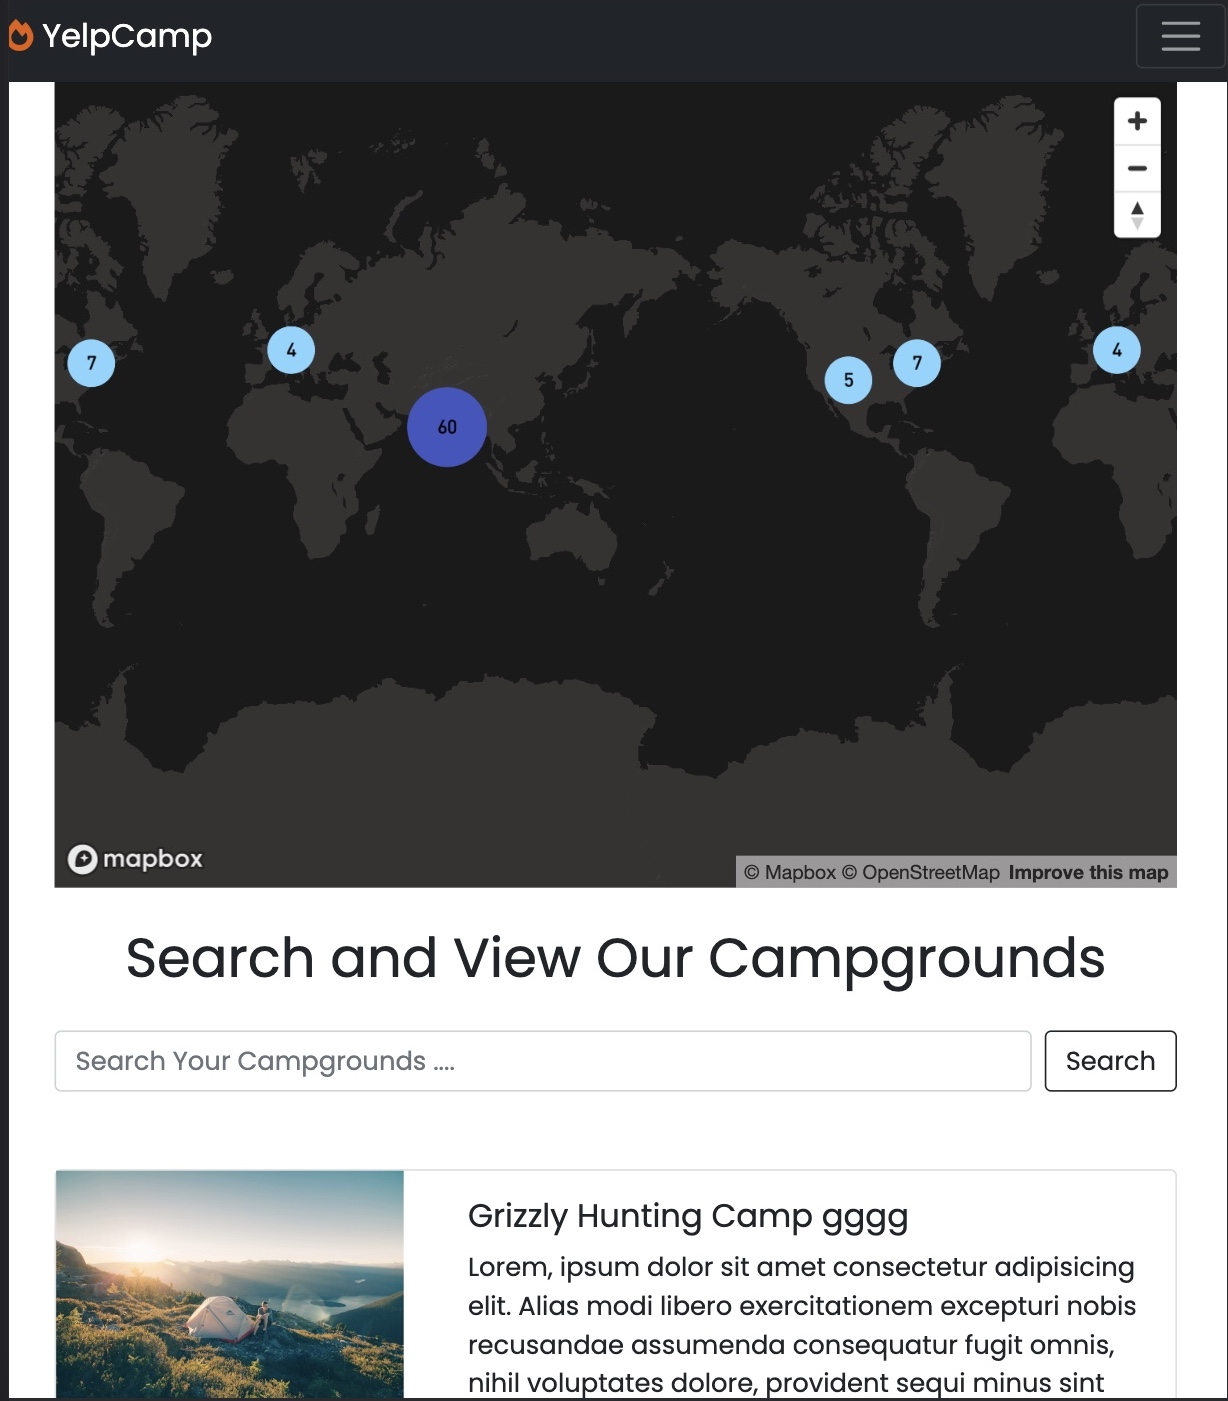 YelpCamp
7
4
60
5
7
4
mapbox
© Mapbox © OpenStreetMap Improve this map
Search and View Our Campgrounds
Search Your Campgrounds ....
Search
Grizzly Hunting Camp gggg
Lorem, ipsum dolor sit amet consectetur adipisicing
elit. Alias modi libero exercitationem excepturi nobis
recusandae assumenda consequatur fugit omnis,
nihil voluptates dolore, provident sequi minus sint